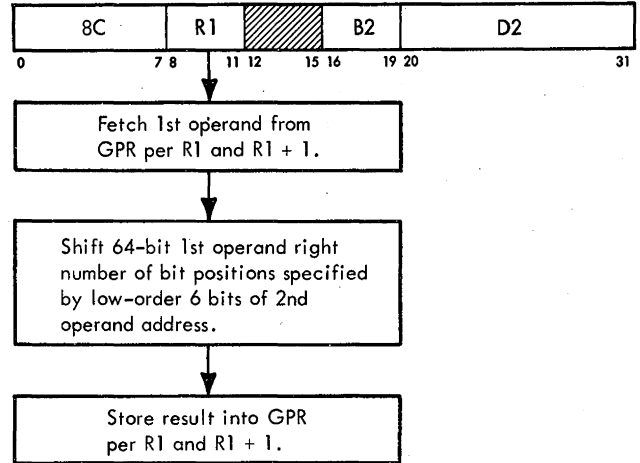 8C R1 B2 D2
0 7 8 11 12 15 16 19 20 31
Fetch 1st operand from
GPR per R1 and R1 + 1.
Shift 64-bit 1st operand right
number of bit positions specified
by low-order 6 bits of 2nd
operand address.
Store result into GPR
per R1 and R1 + 1.